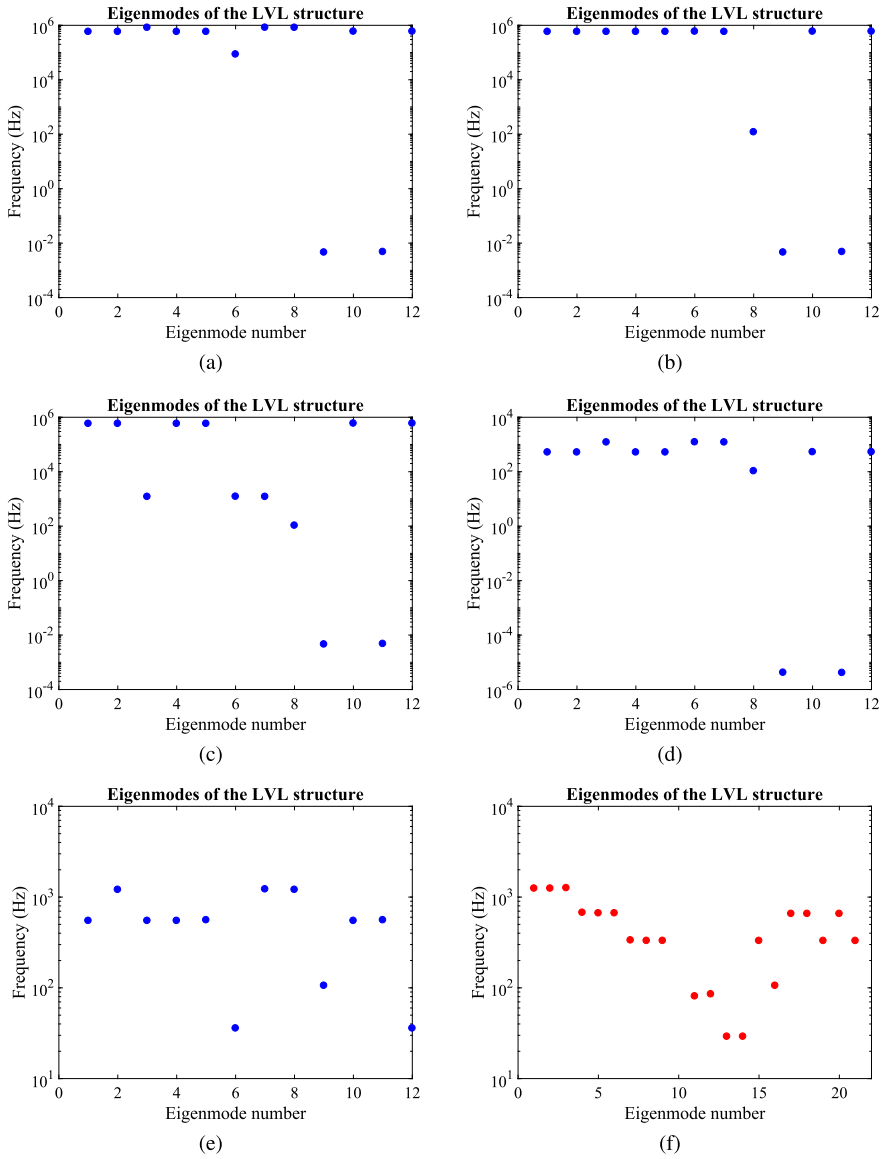 Eigenmodes of the LVL structure
Frequency (Hz)
10^6
10^4
10^2
10^0
10^-2
10^-4
0 2 4 6 8 10 12
Eigenmode number
(a)
Eigenmodes of the LVL structure
Frequency (Hz)
10^6
10^4
10^2
10^0
10^-2
10^-4
0 2 4 6 8 10 12
Eigenmode number
(b)
Eigenmodes of the LVL structure
Frequency (Hz)
10^6
10^4
10^2
10^0
10^-2
10^-4
0 2 4 6 8 10 12
Eigenmode number
(c)
Eigenmodes of the LVL structure
Frequency (Hz)
10^4
10^2
10^0
10^-2
10^-4
10^-6
0 2 4 6 8 10 12
Eigenmode number
(d)
Eigenmodes of the LVL structure
Frequency (Hz)
10^4
10^3
10^2
10^1
0 2 4 6 8 10 12
Eigenmode number
(e)
Eigenmodes of the LVL structure
Frequency (Hz)
10^4
10^3
10^2
10^1
0 5 10 15 20
Eigenmode number
(f)